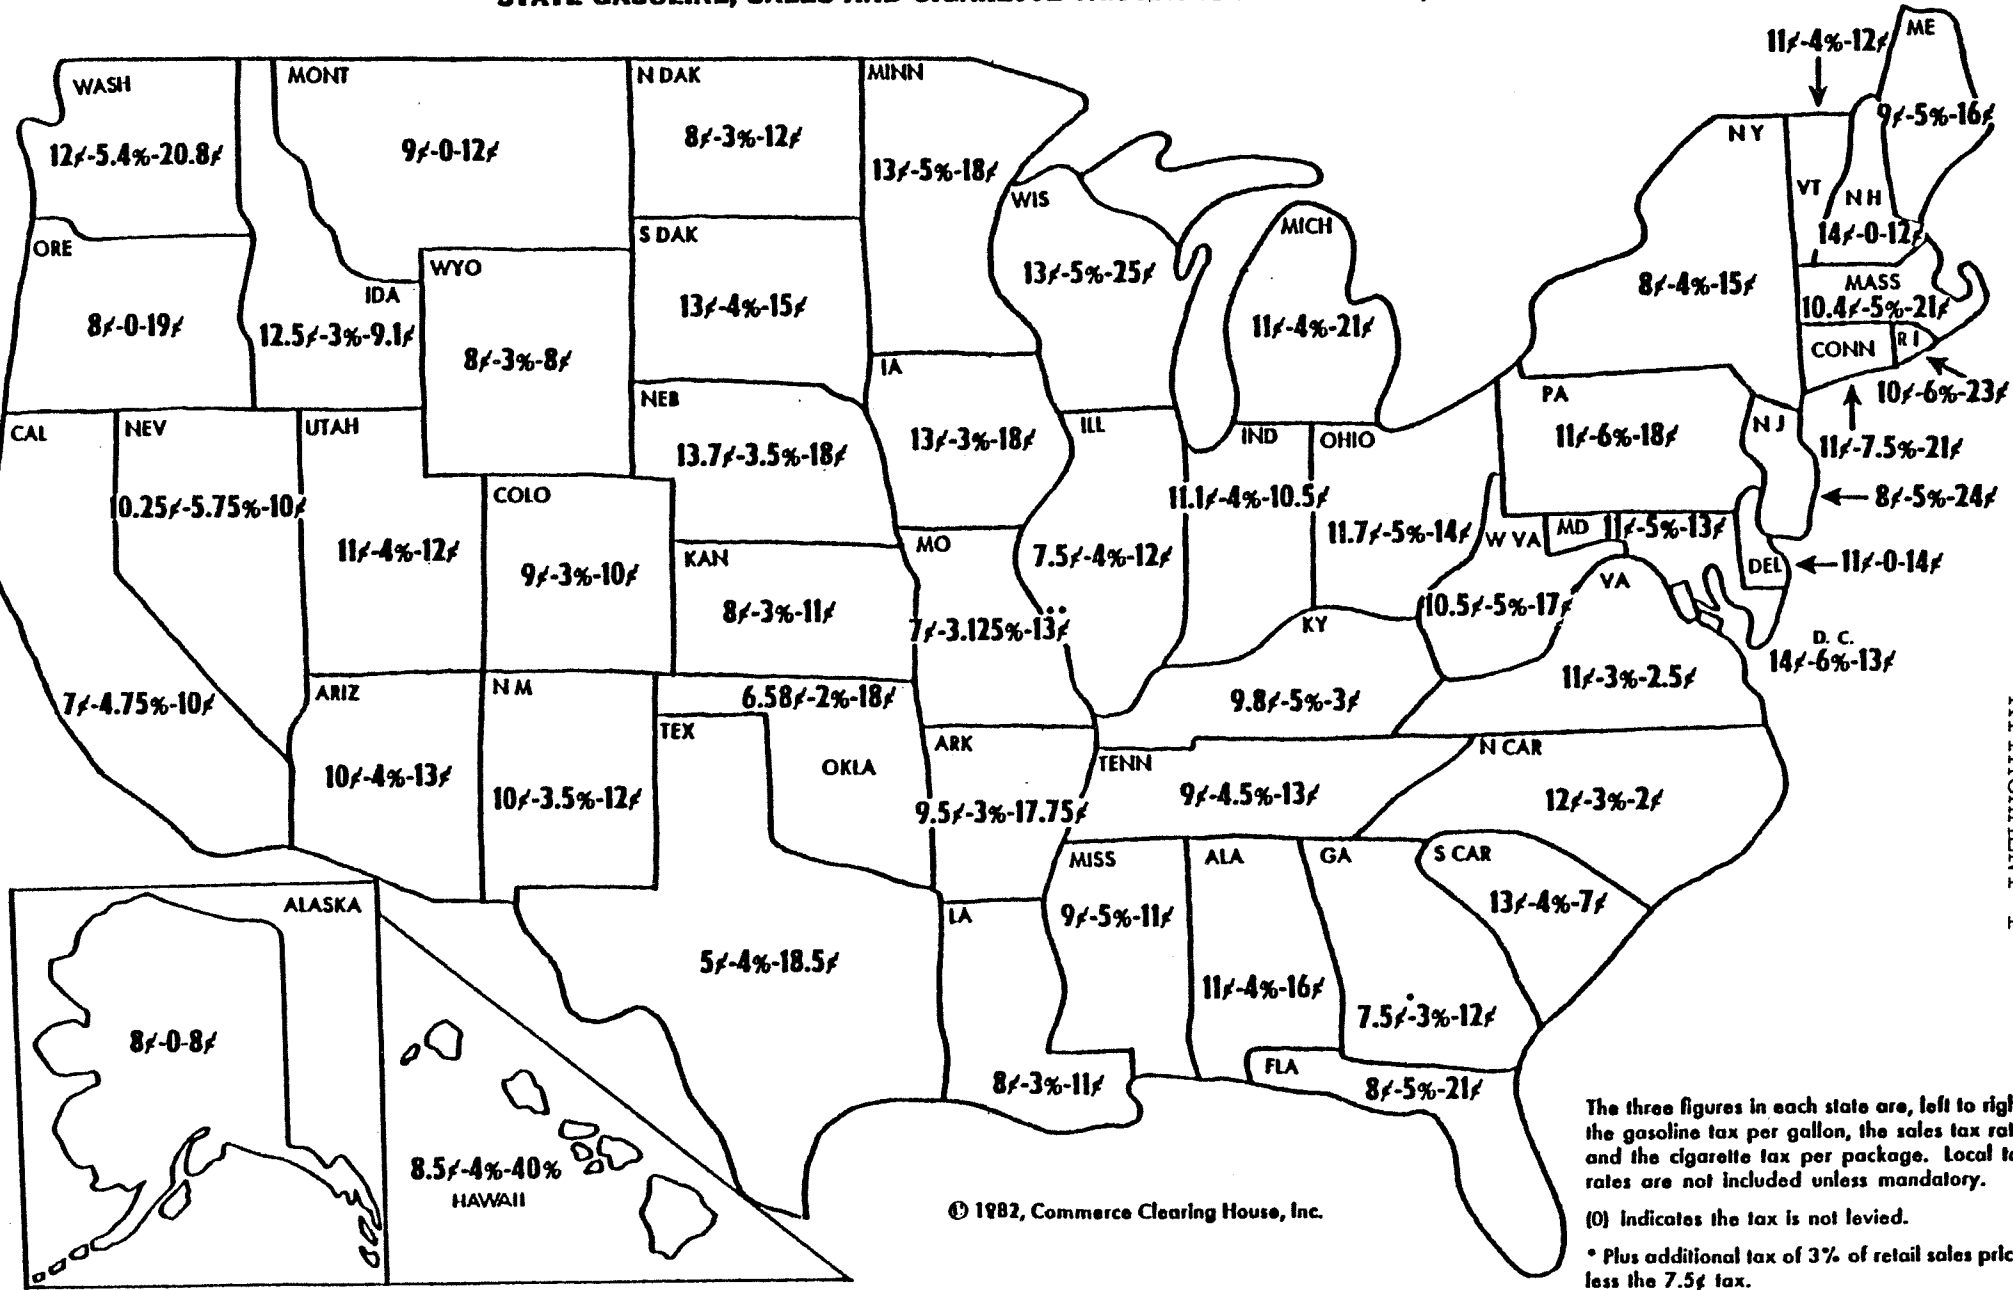 WASH
12¢-5.4%-20.8¢
MONT
9¢-0-12¢
N DAK
8¢-3%-12¢
MINN
13¢-5%-18¢
11¢-4%-12¢
ME
9¢-5%-16¢
N Y
8¢-4%-15¢
VT
N H
14¢-0-12¢
ORE
8¢-0-19¢
IDA
12.5¢-3%-9.1¢
WYO
8¢-3%-8¢
S DAK
13¢-4%-15¢
WIS
13¢-5%-25¢
MICH
11¢-4%-21¢
MASS
10.4¢-5%-21¢
CONN
R I
10¢-6%-23¢
11¢-7.5%-21¢
CAL
7¢-4.75%-10¢
NEV
10.25¢-5.75%-10¢
UTAH
11¢-4%-12¢
COLO
9¢-3%-10¢
NEB
13.7¢-3.5%-18¢
KAN
8¢-3%-11¢
IA
13¢-3%-18¢
MO
7¢-3.125%-13¢
ILL
7.5¢-4%-12¢
IND
11.1¢-4%-10.5¢
OHIO
11.7¢-5%-14¢
PA
11¢-6%-18¢
N J
8¢-5%-24¢
W VA
10.5¢-5%-17¢
MD
11¢-5%-13¢
DEL
11¢-0-14¢
VA
11¢-3%-2.5¢
D. C.
14¢-6%-13¢
KY
9.8¢-5%-3¢
ARIZ
10¢-4%-13¢
N M
10¢-3.5%-12¢
6.58¢-2%-18¢
OKLA
TEX
5¢-4%-18.5¢
ARK
9.5¢-3%-17.75¢
TENN
9¢-4.5%-13¢
N CAR
12¢-3%-2¢
S CAR
13¢-4%-7¢
MISS
9¢-5%-11¢
ALA
11¢-4%-16¢
GA
7.5¢*-3%-12¢
LA
8¢-3%-11¢
FLA
8¢-5%-21¢
ALASKA
8¢-0-8¢
8.5¢-4%-40%
HAWAII
© 1982, Commerce Clearing House, Inc.
The three figures in each state are, left to
the gasoline tax per gallon, the sales tax
and the cigarette tax per package. Local
rates are not included unless mandatory.
(0) indicates the tax is not levied.
* Plus additional tax of 3% of retail sales
less the 7.5¢ tax.